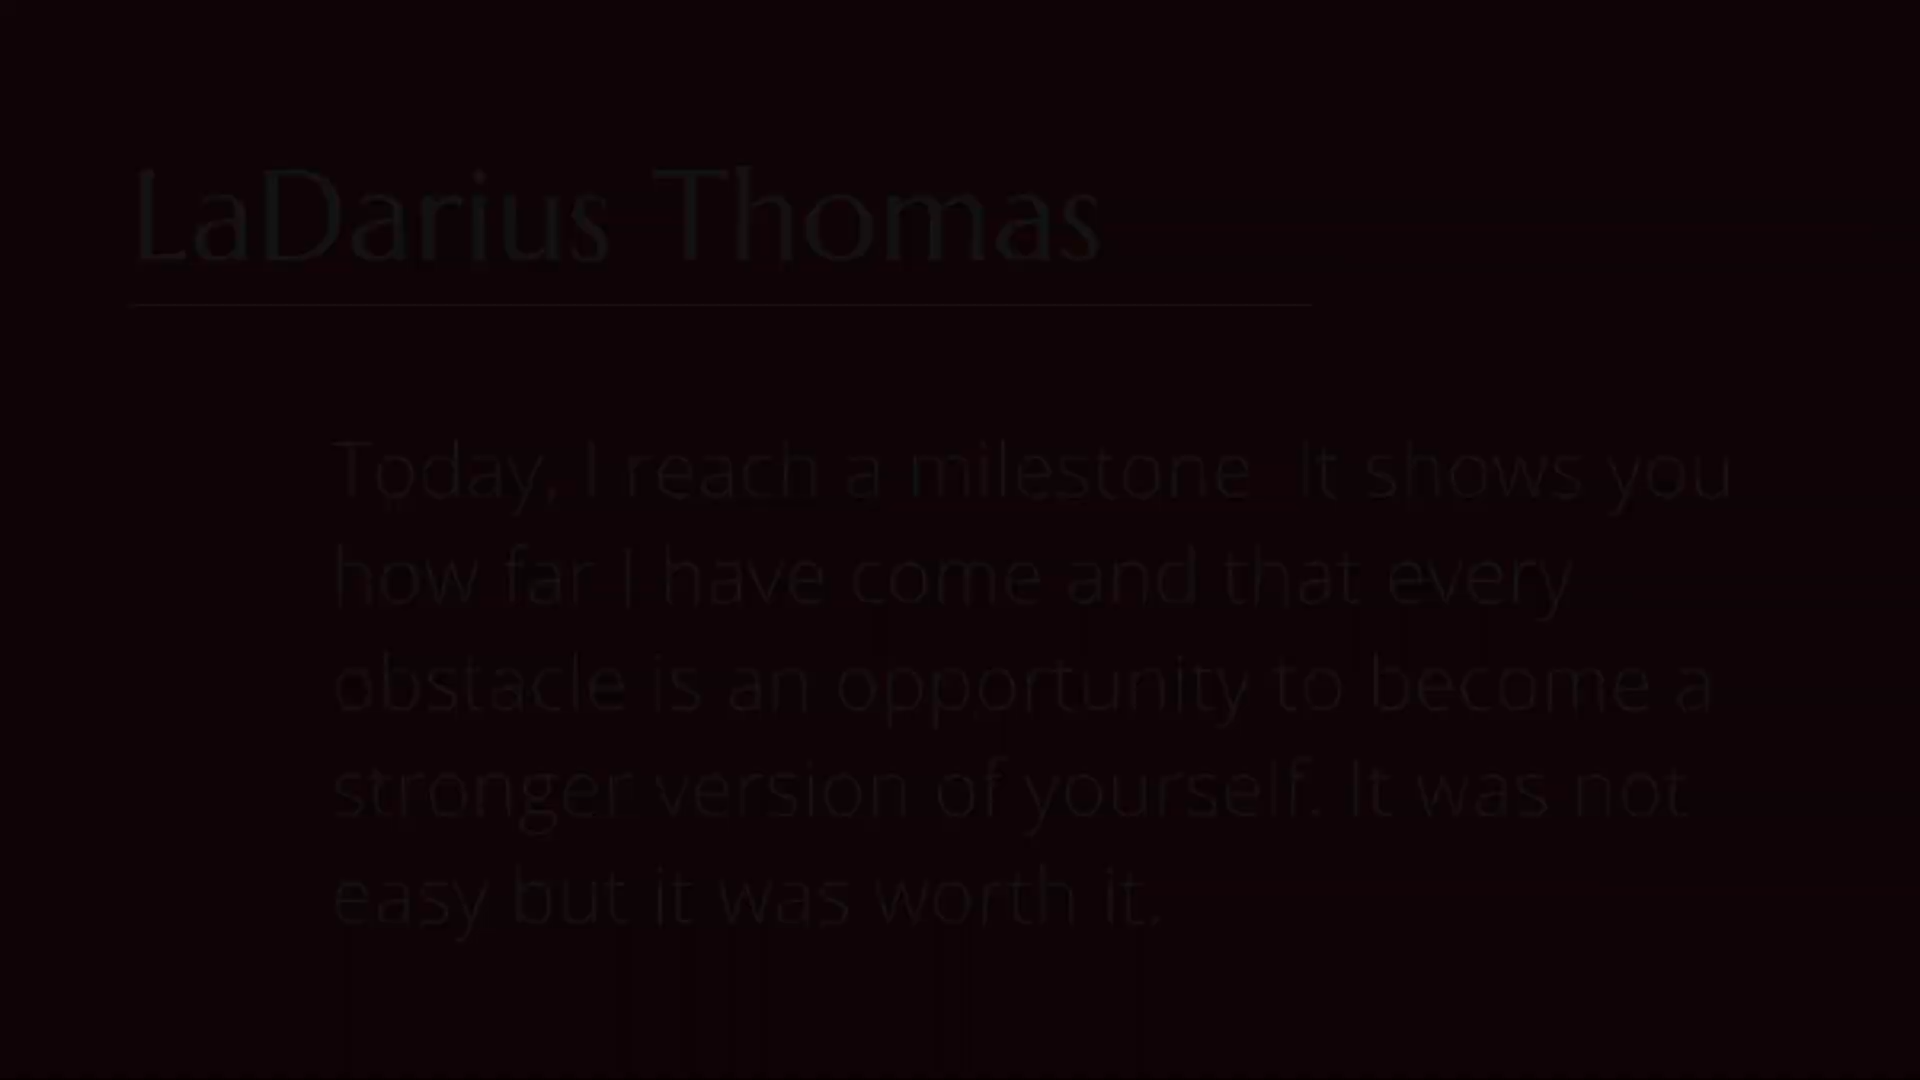 LaDarius Thomas
Today, I reach a milestone. It shows you
how far I have come and that every
obstacle is an opportunity to become a
stronger version of yourself. It was not
easy but it was worth it.